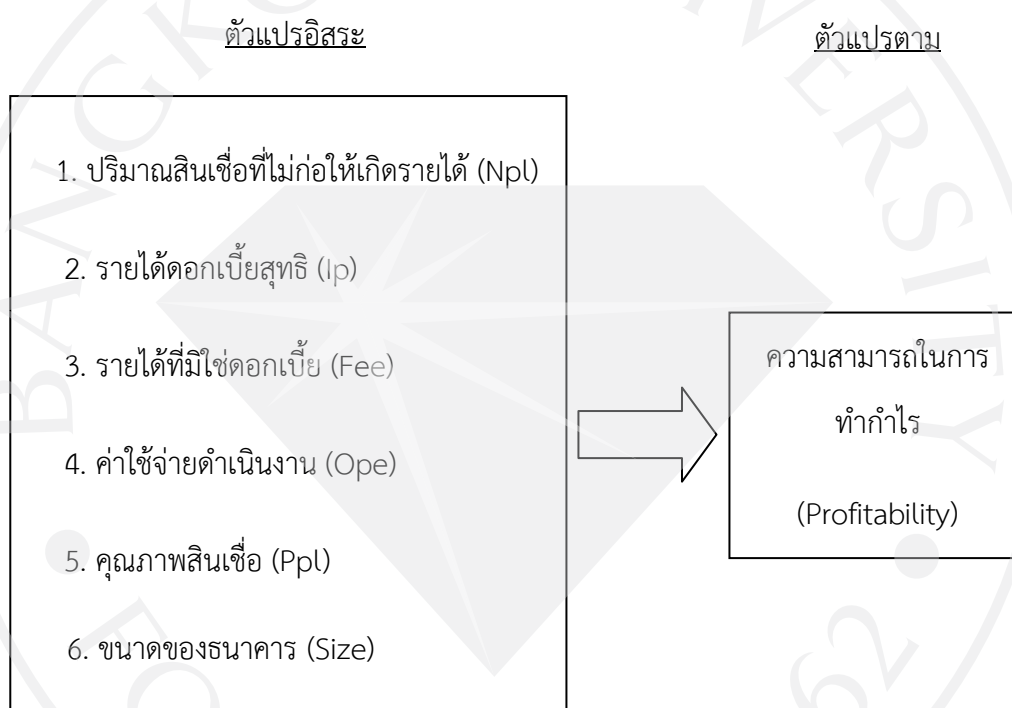 ตัวแปรอิสระ
ตัวแปรตาม
1. ปริมาณสินเชื่อที่ไม่ก่อให้เกิดรายได้ (Npl)
2. รายได้ดอกเบี้ยสุทธิ (Ip)
3. รายได้ที่มิใช่ดอกเบี้ย (Fee)
4. ค่าใช้จ่ายดำเนินงาน (Ope)
5. คุณภาพสินเชื่อ (Ppl)
6. ขนาดของธนาคาร (Size)
ความสามารถในการ
ทำกำไร
(Profitability)